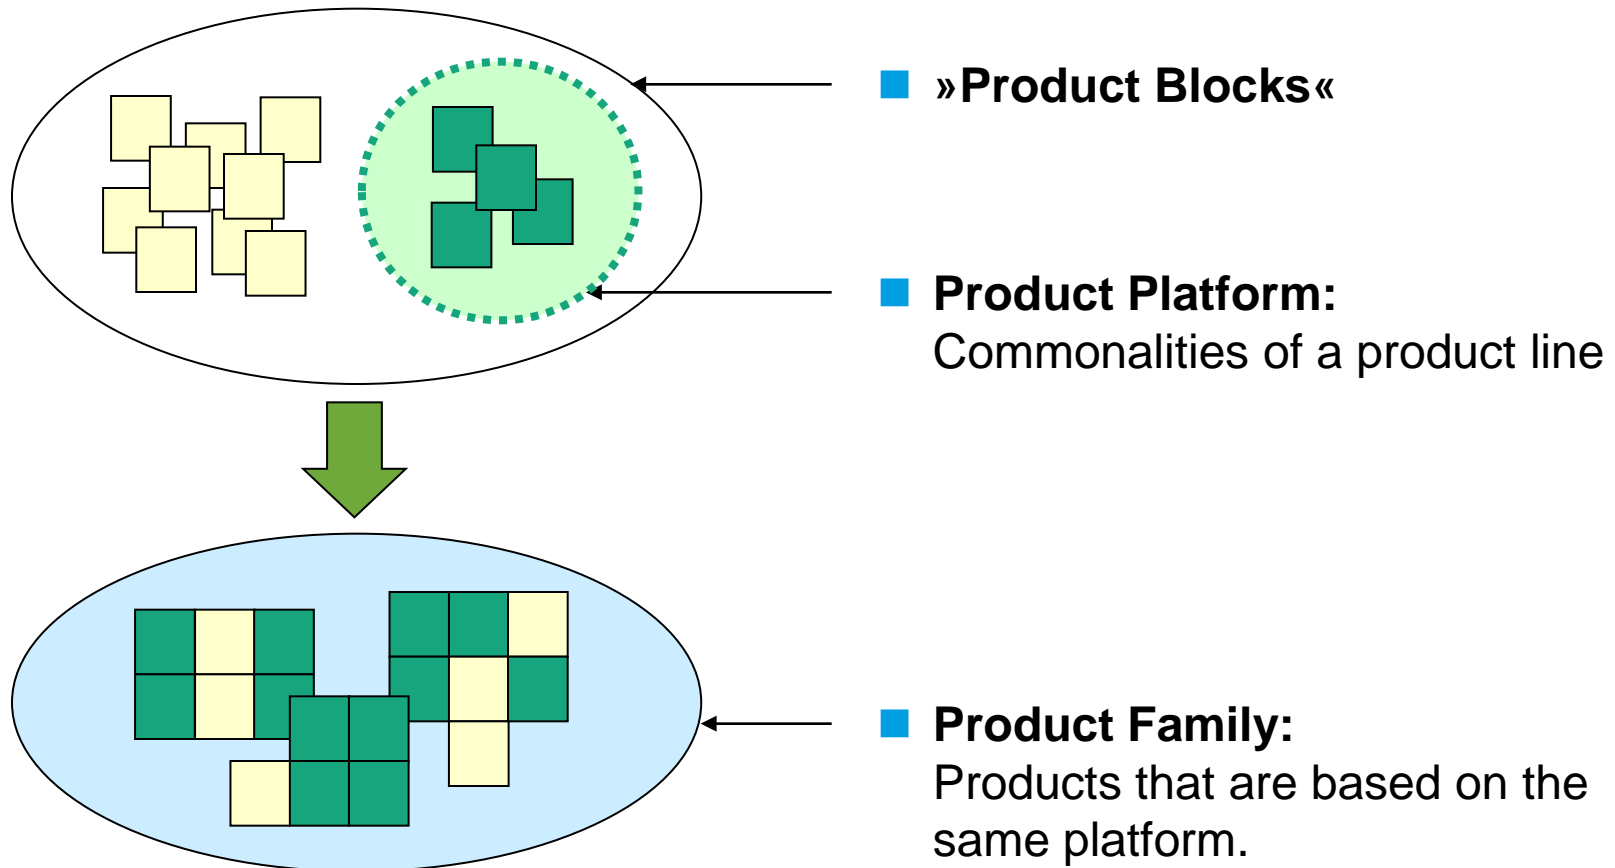 »Product Blocks«
Product Platform:
Commonalities of a product line
Product Family:
Products that are based on the
same platform.